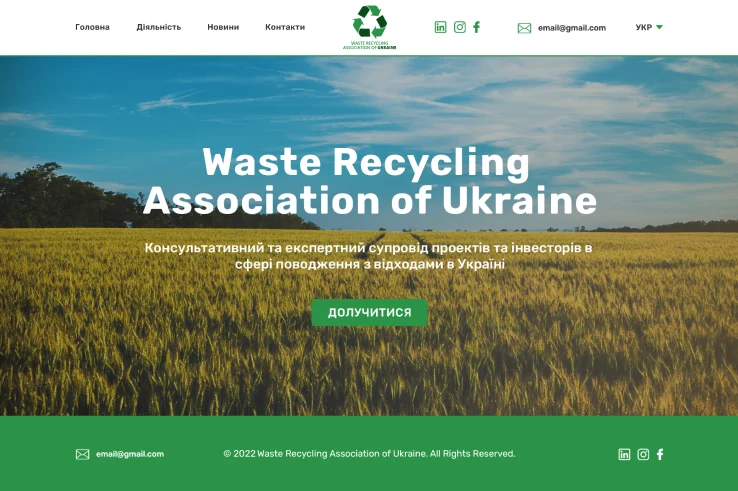 Головна Діяльність Новини Контакти
WASTE RECYCLING
ASSOCIATION OF UKRAINE
email@gmail.com
УКР
Waste Recycling
Association of Ukraine
Консультативний та експертний супровід проектів та інвесторів в
сфері поводження з відходами в Україні
ДОЛУЧИТИСЯ
email@gmail.com
© 2022 Waste Recycling Association of Ukraine. All Rights Reserved.